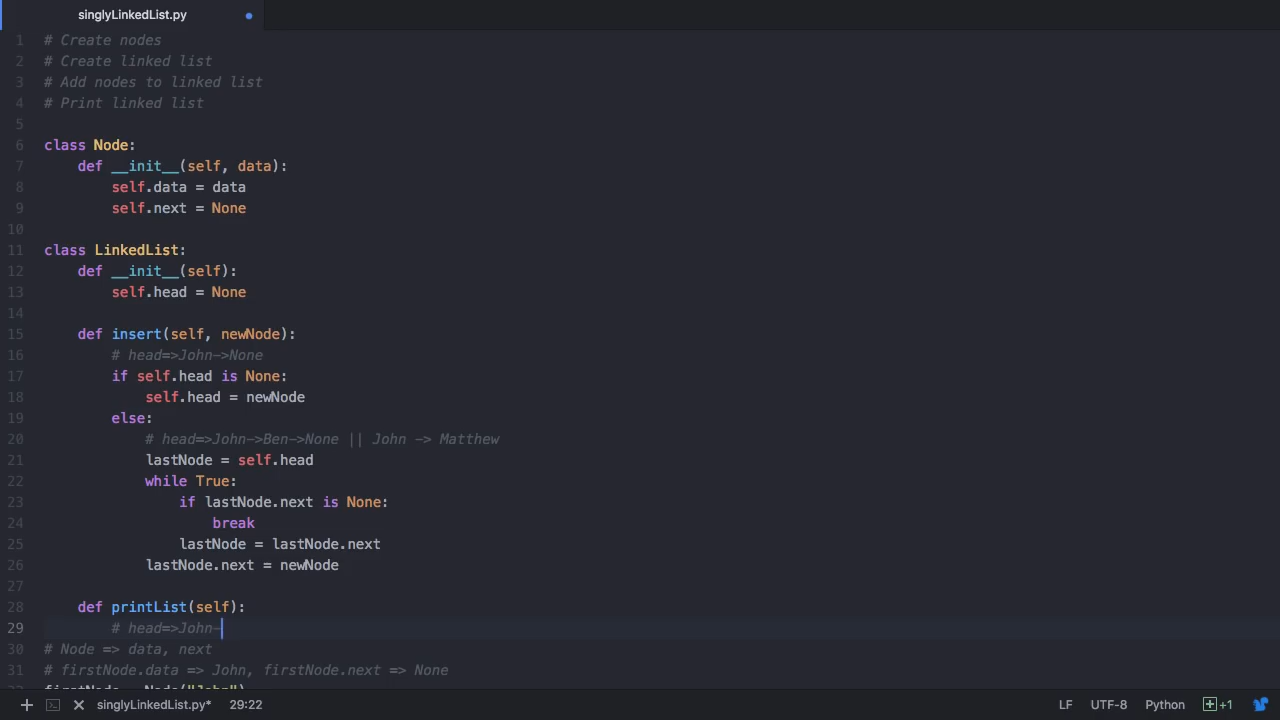 singlyLinkedList.py
1 # Create nodes
2 # Create linked list
3 # Add nodes to linked list
4 # Print linked list
5
6 class Node:
7     def __init__(self, data):
8         self.data = data
9         self.next = None
10
11 class LinkedList:
12     def __init__(self):
13         self.head = None
14
15     def insert(self, newNode):
16         # head=>John->None
17         if self.head is None:
18             self.head = newNode
19         else:
20             # head=>John->Ben->None || John -> Matthew
21             lastNode = self.head
22             while True:
23                 if lastNode.next is None:
24                     break
25                 lastNode = lastNode.next
26             lastNode.next = newNode
27
28     def printList(self):
29         # head=>John-
30 # Node => data, next
31 # firstNode.data => John, firstNode.next => None
32 firstNode = Node("John")
singlyLinkedList.py* 29:22 LF UTF-8 Python +1